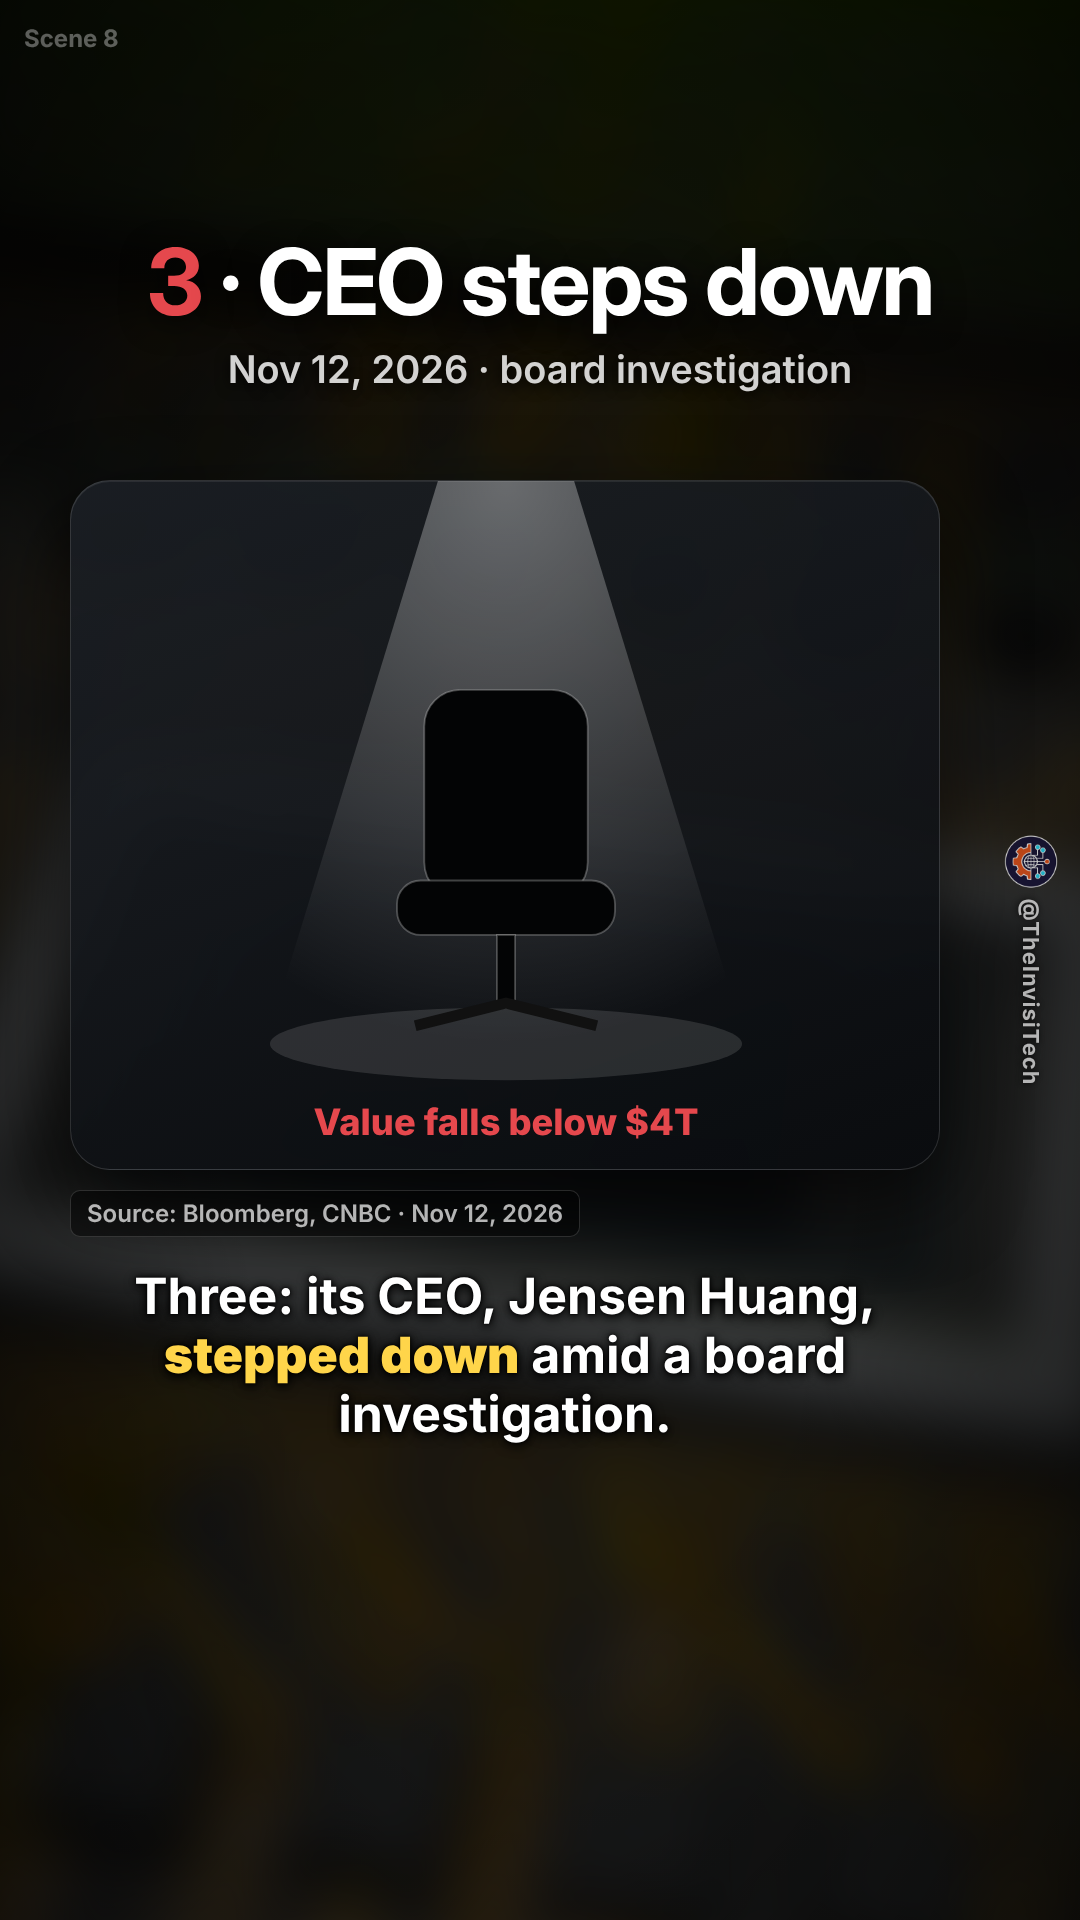 Scene 8
3 · CEO steps down
Nov 12, 2026 · board investigation
Value falls below $4T
Source: Bloomberg, CNBC · Nov 12, 2026
Three: its CEO, Jensen Huang,
stepped down amid a board
investigation.
@TheInvisiTech